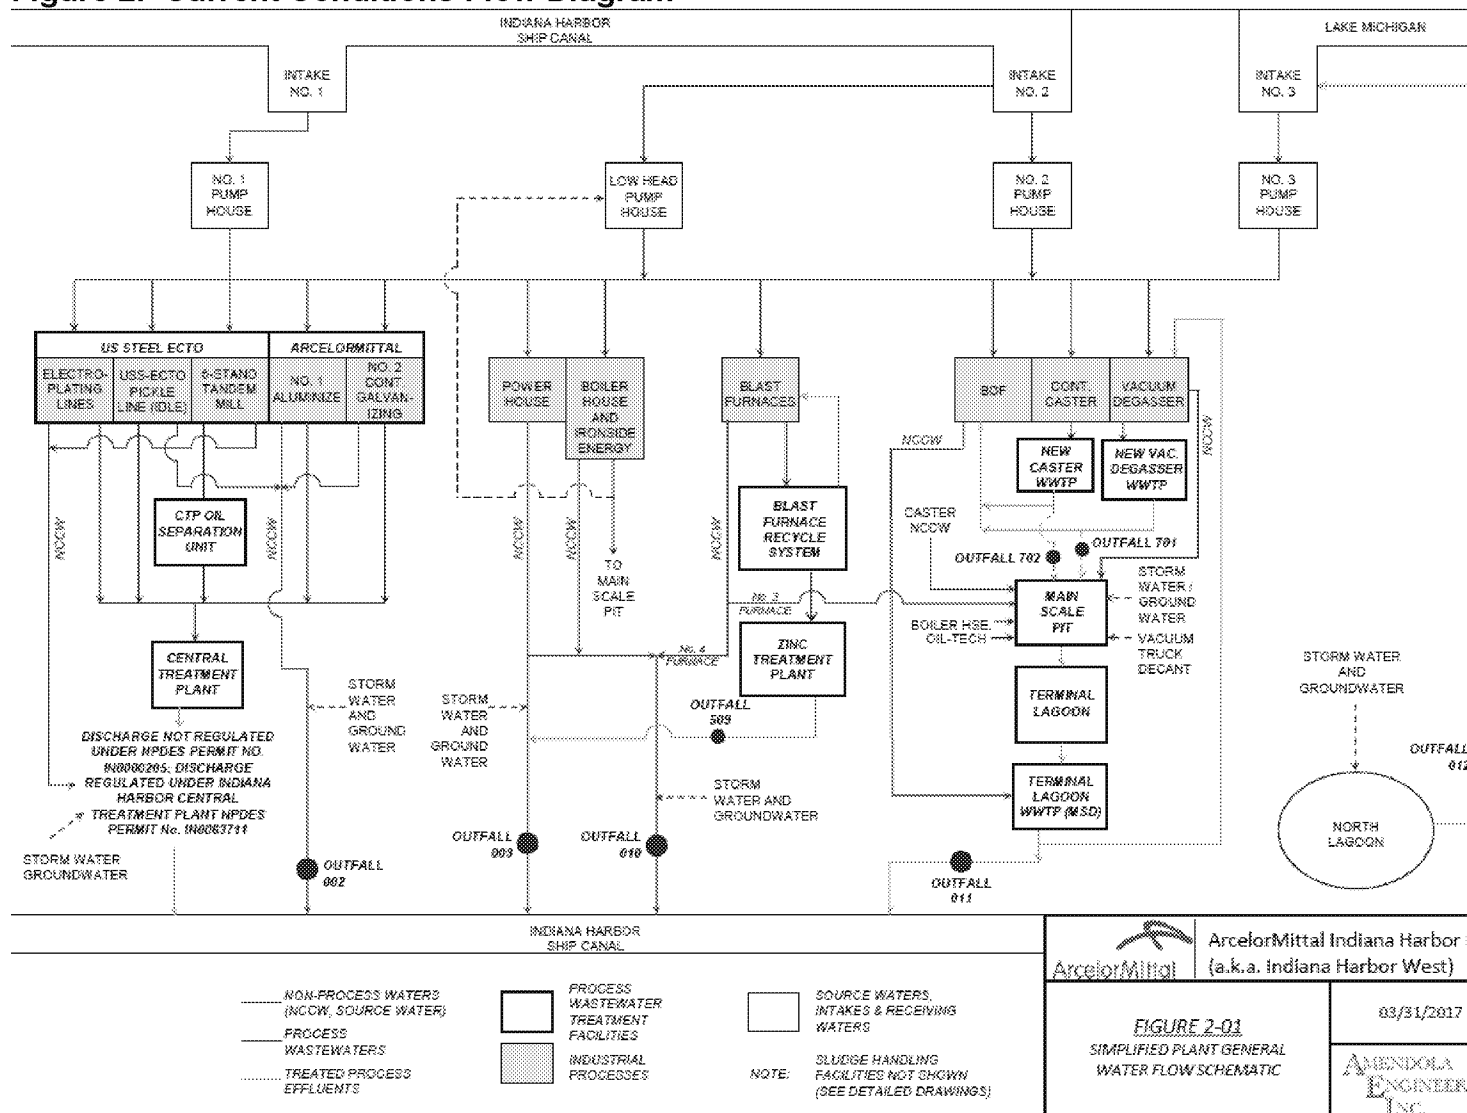 Figure 2. Current Conditions Flow Diagram
INDIANA HARBOR
SHIP CANAL
LAKE MICHIGAN
INTAKE
NO. 1
INTAKE
NO. 2
INTAKE
NO. 3
NO. 1
PUMP
HOUSE
LOW HEAD
PUMP
HOUSE
NO. 2
PUMP
HOUSE
NO. 3
PUMP
HOUSE
US STEEL ECTO
ARCELORMITTAL
ELECTRO-
PLATING
LINES
USS-ECTO
PICKLE
LINE (IDLE)
6-STAND
TANDEM
MILL
NO. 1
ALUMINIZE
NO. 2
CONT.
GALVAN-
IZING
POWER
HOUSE
BOILER
HOUSE
AND
IRONSIDE
ENERGY
BLAST
FURNACES
BOF
CONT.
CASTER
VACUUM
DEGASSER
NCCW
NCCW
NEW
CASTER
WWTP
NEW VAC.
DEGASSER
WWTP
CTP OIL
SEPARATION
UNIT
NCCW
NCCW
NCCW
NCCW
NCCW
BLAST
FURNACE
RECYCLE
SYSTEM
CASTER
NCCW
OUTFALL 702
OUTFALL 701
TO
MAIN
SCALE
PIT
No. 3
FURNACE
MAIN
SCALE
PIT
STORM
WATER /
GROUND
WATER
BOILER HSE.
OIL-TECH
VACUUM
TRUCK
DECANT
CENTRAL
TREATMENT
PLANT
No. 4
FURNACE
ZINC
TREATMENT
PLANT
TERMINAL
LAGOON
STORM WATER
AND
GROUNDWATER
STORM
WATER
AND
GROUND
WATER
STORM
WATER
AND
GROUND
WATER
OUTFALL
509
DISCHARGE NOT REGULATED
UNDER NPDES PERMIT NO.
IN0000205; DISCHARGE
REGULATED UNDER INDIANA
HARBOR CENTRAL
TREATMENT PLANT NPDES
PERMIT No. IN0063711
STORM
WATER AND
GROUNDWATER
TERMINAL
LAGOON
WWTP (MSD)
OUTFALL
012
NORTH
LAGOON
STORM WATER
GROUNDWATER
OUTFALL
002
OUTFALL
009
OUTFALL
010
OUTFALL
011
INDIANA HARBOR
SHIP CANAL
NON-PROCESS WATERS
(NCCW, SOURCE WATER)
PROCESS
WASTEWATERS
TREATED PROCESS
EFFLUENTS
PROCESS
WASTEWATER
TREATMENT
FACILITIES
INDUSTRIAL
PROCESSES
SOURCE WATERS,
INTAKES & RECEIVING
WATERS
NOTE:
SLUDGE HANDLING
FACILITIES NOT SHOWN
(SEE DETAILED DRAWINGS)
ArcelorMittal
ArcelorMittal Indiana Harbor
(a.k.a. Indiana Harbor West)
FIGURE 2-01
SIMPLIFIED PLANT GENERAL
WATER FLOW SCHEMATIC
03/31/2017
AMENDOLA
ENGINEER
INC.